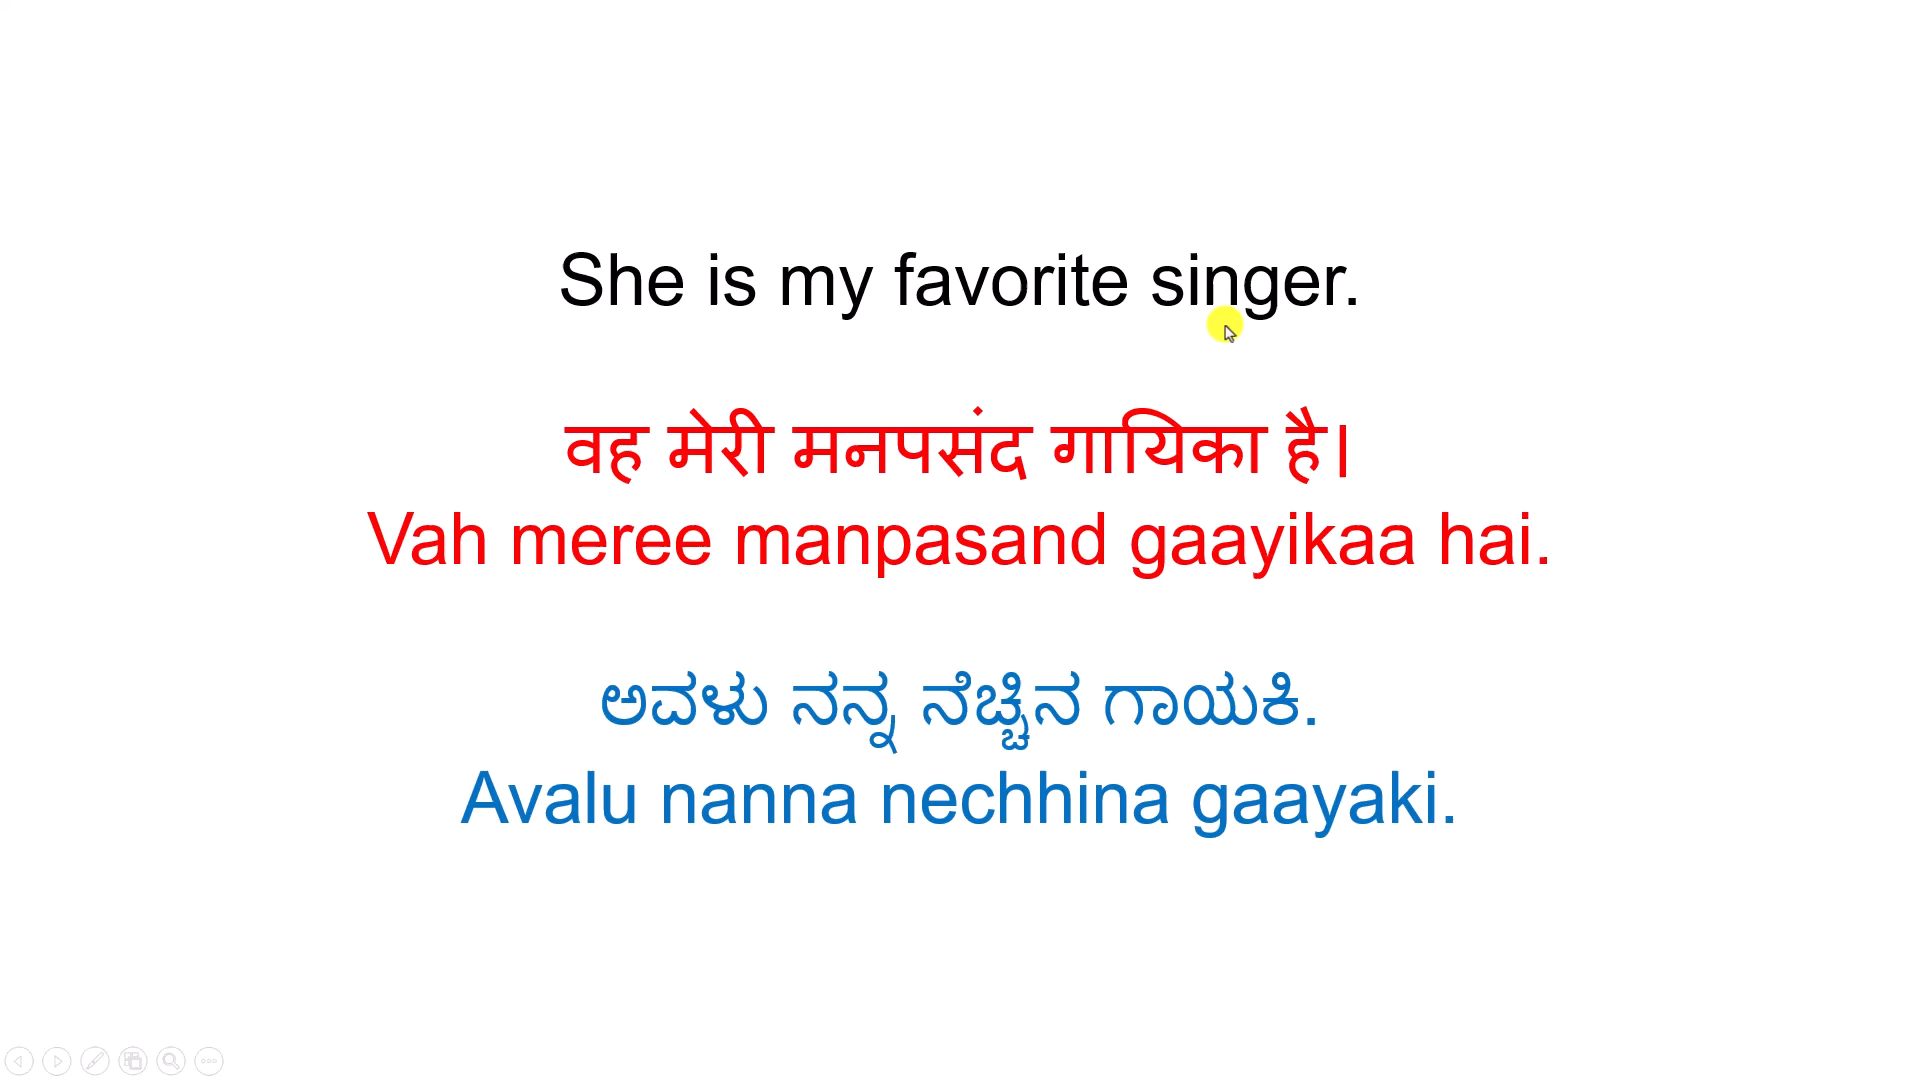 She is my favorite singer.
वह मेरी मनपसंद गायिका है।
Vah meree manpasand gaayikaa hai.
ಅವಳು ನನ್ನ ನೆಚ್ಚಿನ ಗಾಯಕಿ.
Avalu nanna nechhina gaayaki.